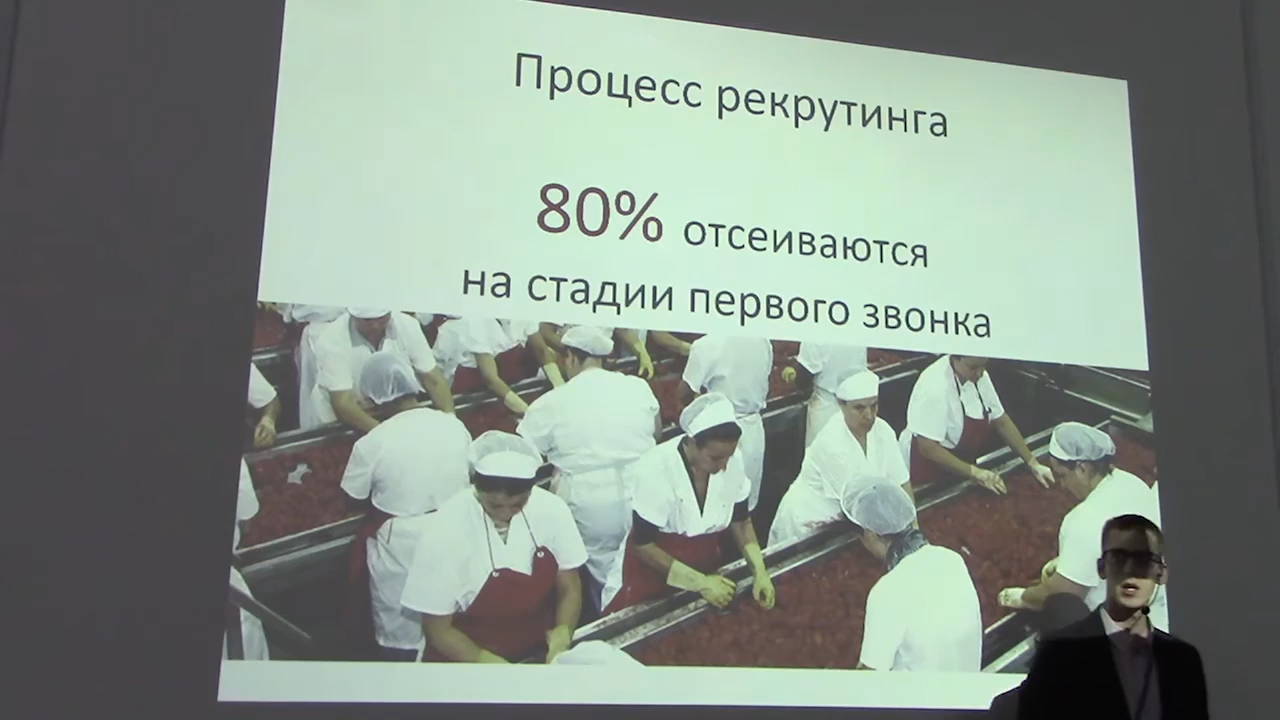 Процесс рекрутинга
80% отсеиваются
на стадии первого звонка